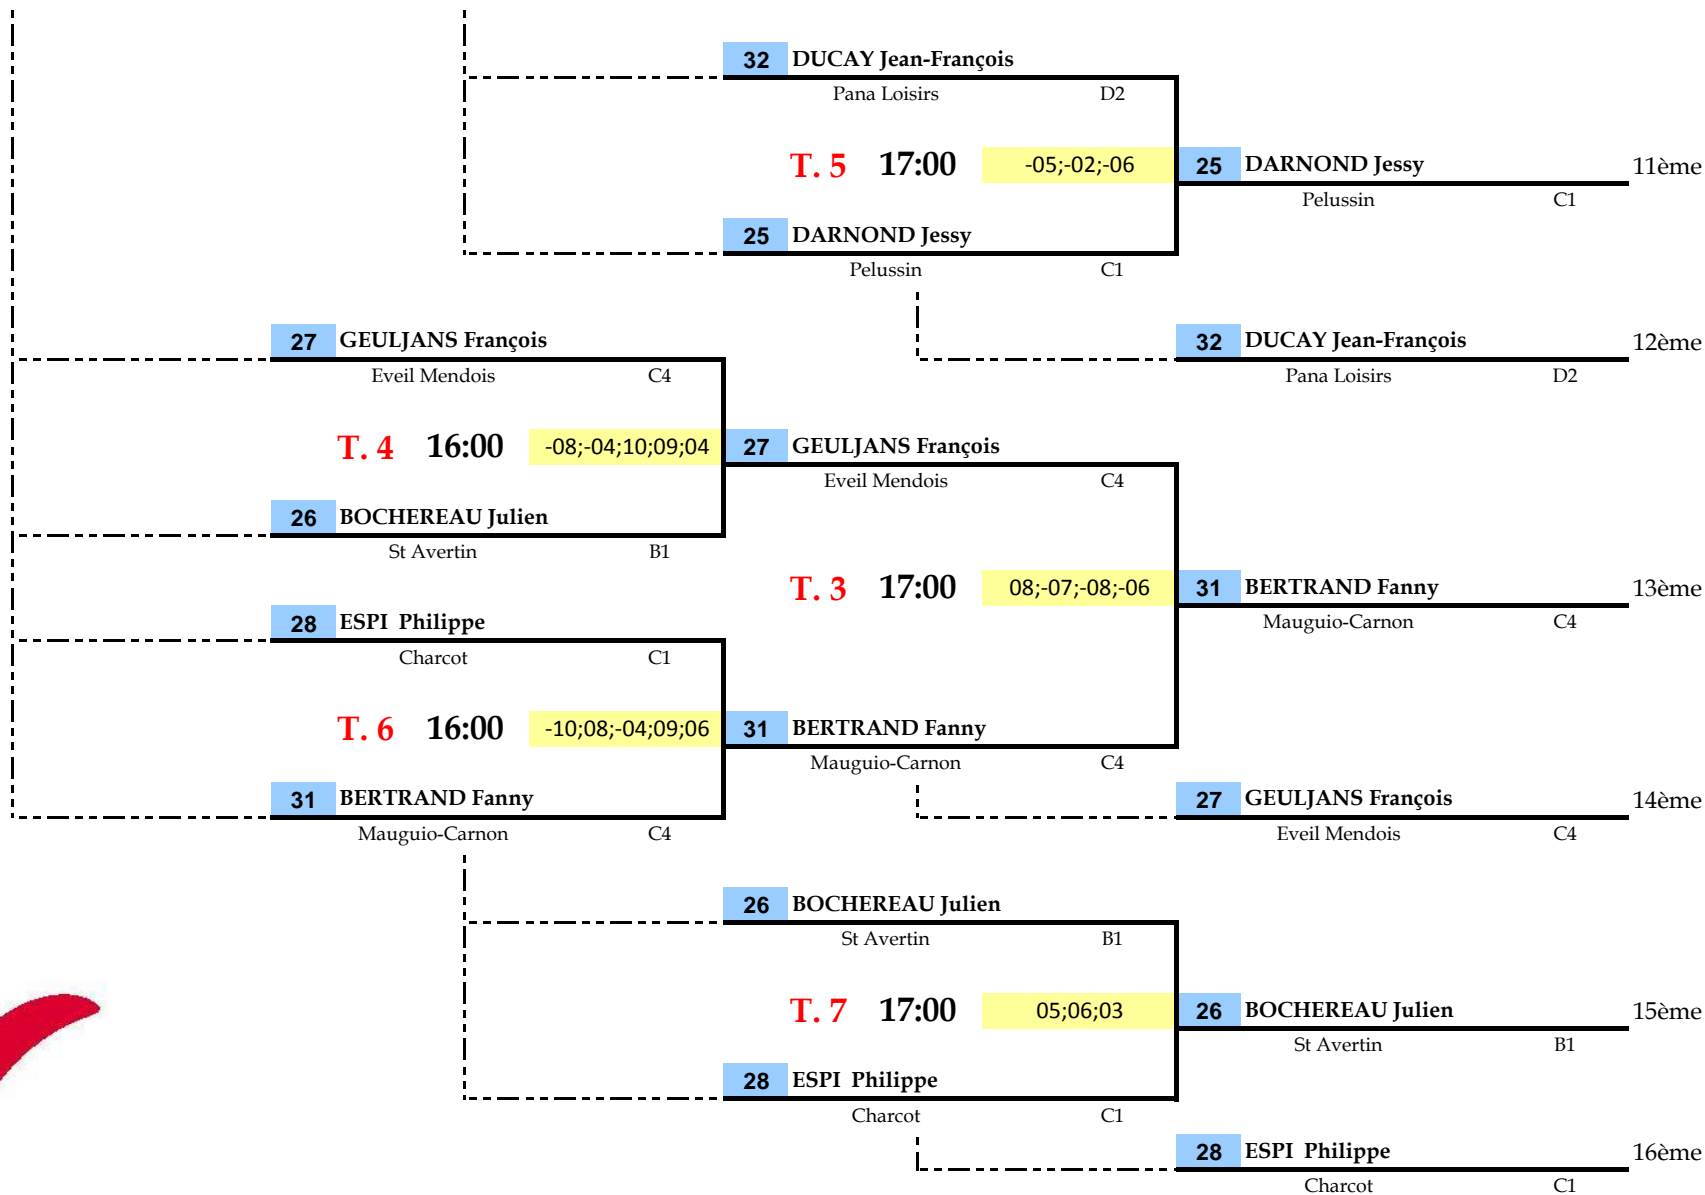 32 DUCAY Jean-François
Pana Loisirs D2
T. 5 17:00 -05;-02;-06 25 DARNOND Jessy 11ème
Pelussin C1
25 DARNOND Jessy
Pelussin C1
27 GEULJANS François 32 DUCAY Jean-François 12ème
Eveil Mendois C4 Pana Loisirs D2
T. 4 16:00 -08;-04;10;09;04 27 GEULJANS François
Eveil Mendois C4
26 BOCHEREAU Julien
St Avertin B1
T. 3 17:00 08;-07;-08;-06 31 BERTRAND Fanny 13ème
28 ESPI Philippe Mauguio-Carnon C4
Charcot C1
T. 6 16:00 -10;08;-04;09;06 31 BERTRAND Fanny
Mauguio-Carnon C4
31 BERTRAND Fanny 27 GEULJANS François 14ème
Mauguio-Carnon C4 Eveil Mendois C4
26 BOCHEREAU Julien
St Avertin B1
T. 7 17:00 05;06;03 26 BOCHEREAU Julien 15ème
St Avertin B1
28 ESPI Philippe
Charcot C1
28 ESPI Philippe 16ème
Charcot C1